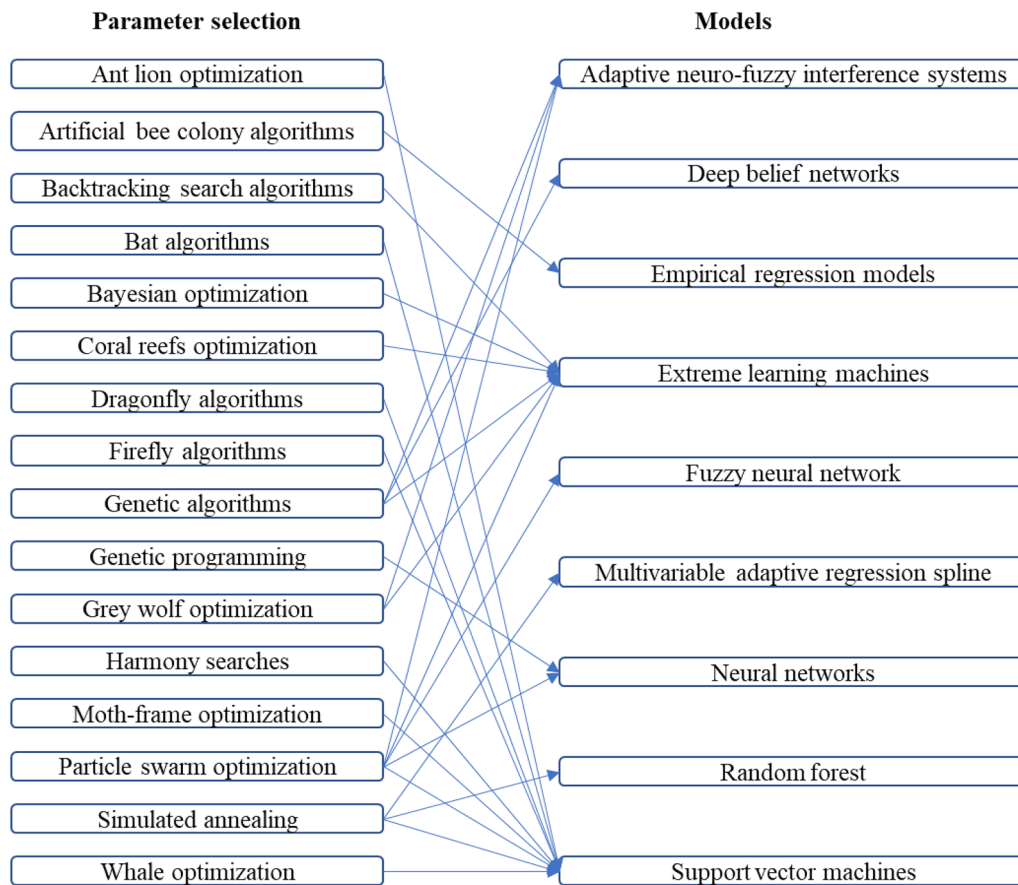 Parameter selection
Ant lion optimization
Artificial bee colony algorithms
Backtracking search algorithms
Bat algorithms
Bayesian optimization
Coral reefs optimization
Dragonfly algorithms
Firefly algorithms
Genetic algorithms
Genetic programming
Grey wolf optimization
Harmony searches
Moth-frame optimization
Particle swarm optimization
Simulated annealing
Whale optimization
Models
Adaptive neuro-fuzzy interference systems
Deep belief networks
Empirical regression models
Extreme learning machines
Fuzzy neural network
Multivariable adaptive regression spline
Neural networks
Random forest
Support vector machines